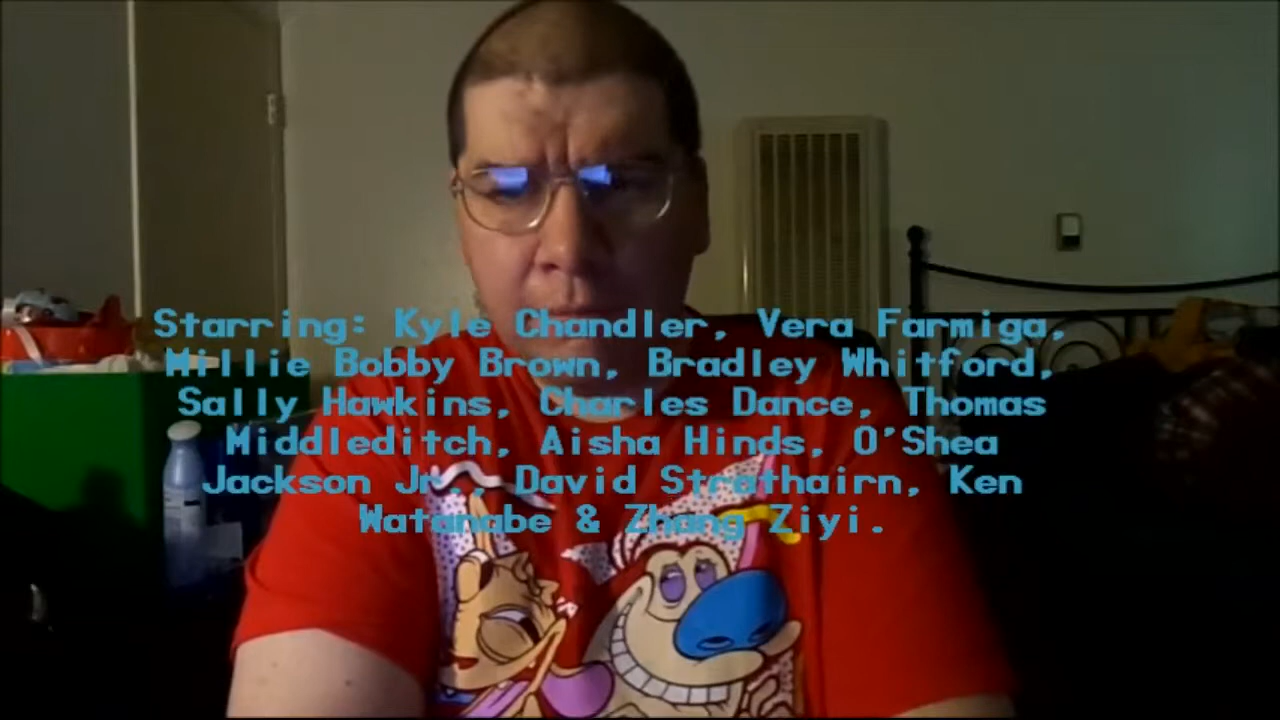 Starring: Kyle Chandler, Vera Farmiga,
Millie Bobby Brown, Bradley Whitford,
Sally Hawkins, Charles Dance, Thomas
Middleditch, Aisha Hinds, O'Shea
Jackson Jr., David Strathairn, Ken
Watanabe & Zhang Ziyi.